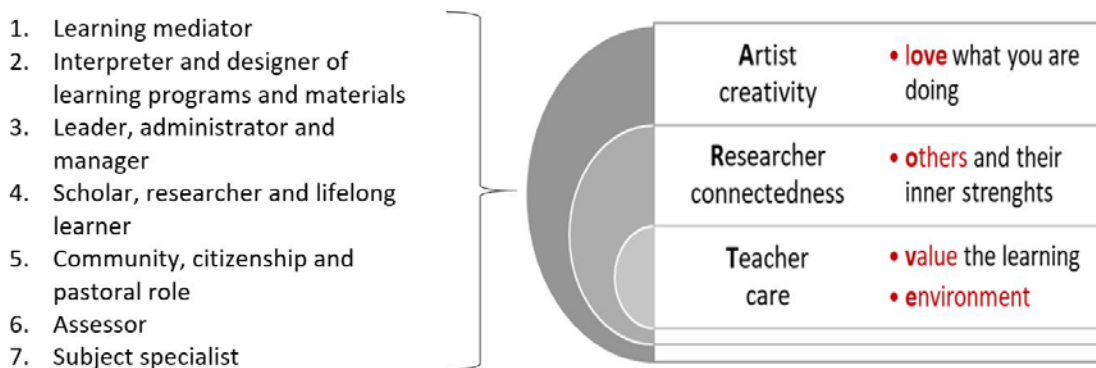 1. Learning mediator
2. Interpreter and designer of
learning programs and materials
3. Leader, administrator and
manager
4. Scholar, researcher and lifelong
learner
5. Community, citizenship and
pastoral role
6. Assessor
7. Subject specialist
Artist
creativity
• love what you are
doing
Researcher
connectedness
• others and their
inner strenghts
Teacher
care
• value the learning
• environment